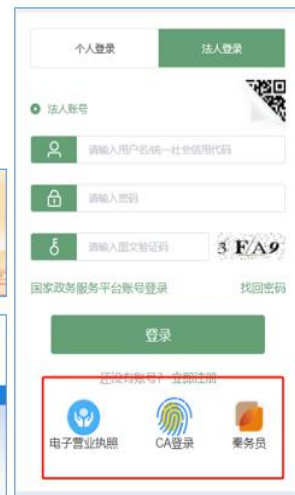 个人登录 法人登录
法人账号
请输入用户名/统一社会信用代码
请输入密码
请输入图文验证码 3 FA9
国家政务服务平台账号登录 找回密码
登录
还没有账号？ 立即注册
电子营业执照 CA登录 秦务员